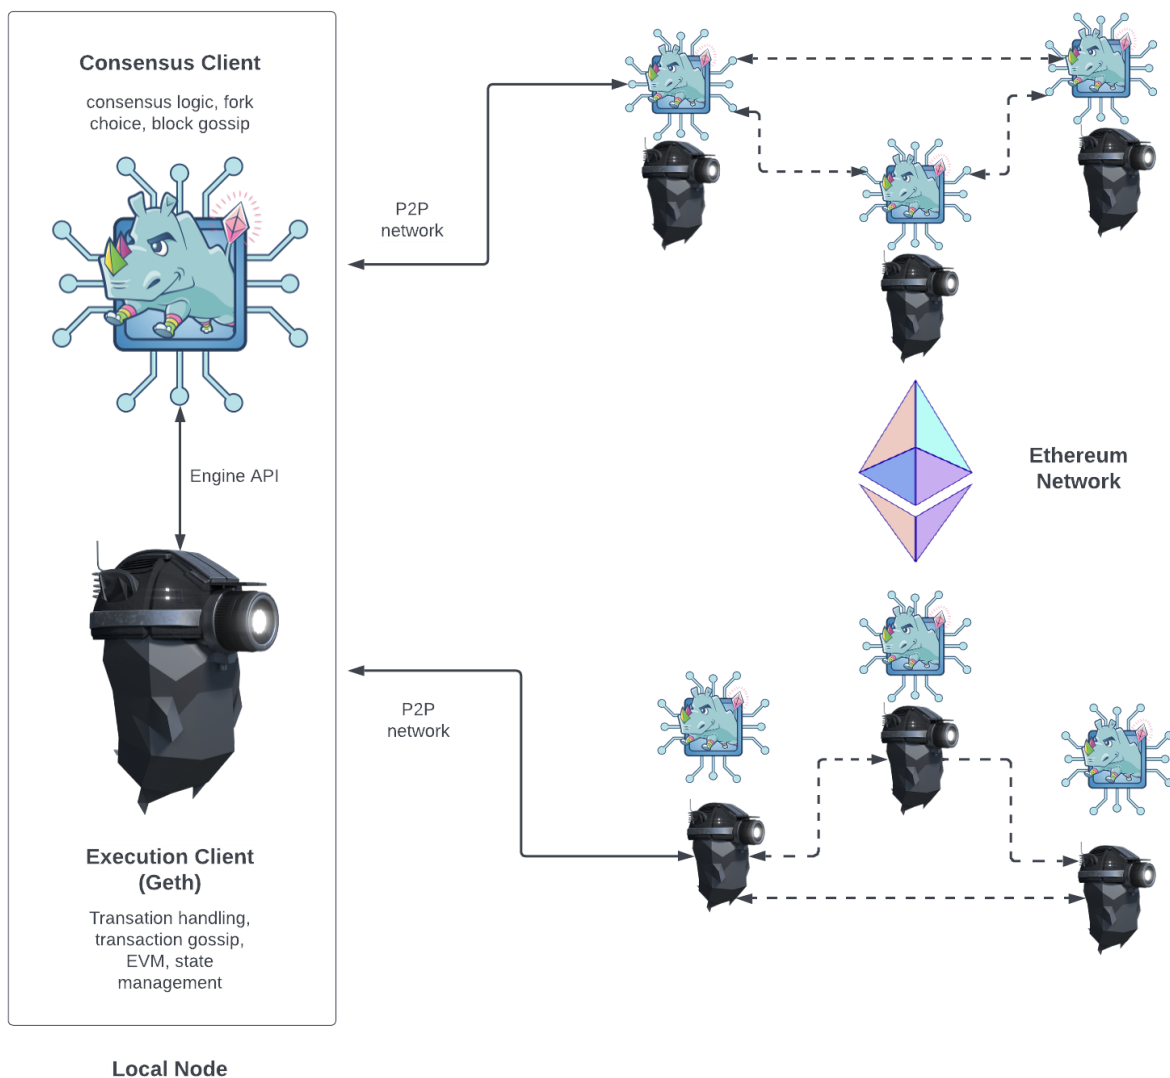 Consensus Client
consensus logic, fork
choice, block gossip
P2P
network
Engine API
Ethereum
Network
P2P
network
Execution Client
(Geth)
Transation handling,
transaction gossip,
EVM, state
management
Local Node